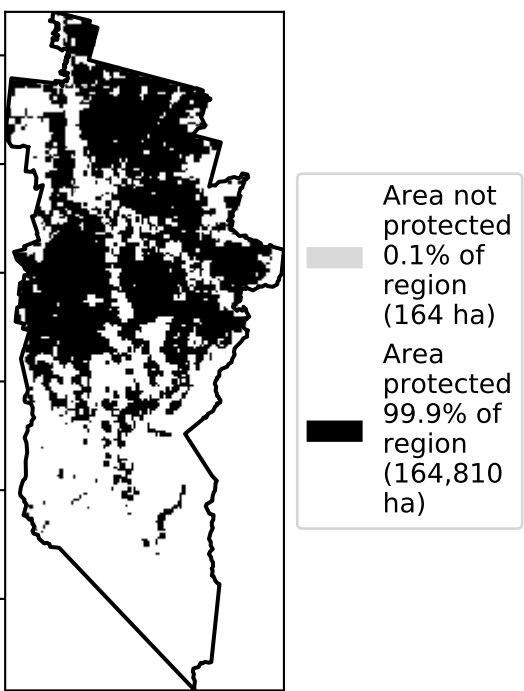 Area not
protected
0.1% of
region
(164 ha)
Area
protected
99.9% of
region
(164,810
ha)